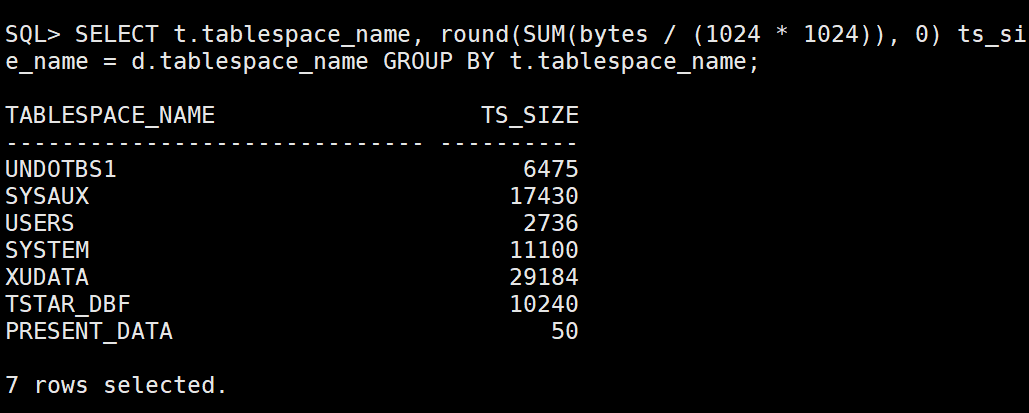 SQL> SELECT t.tablespace_name, round(SUM(bytes / (1024 * 1024)), 0) ts_si
e_name = d.tablespace_name GROUP BY t.tablespace_name;
TABLESPACE_NAME                   TS_SIZE
------------------------------ ----------
UNDOTBS1                             6475
SYSAUX                              17430
USERS                                2736
SYSTEM                              11100
XUDATA                              29184
TSTAR_DBF                           10240
PRESENT_DATA                           50
7 rows selected.